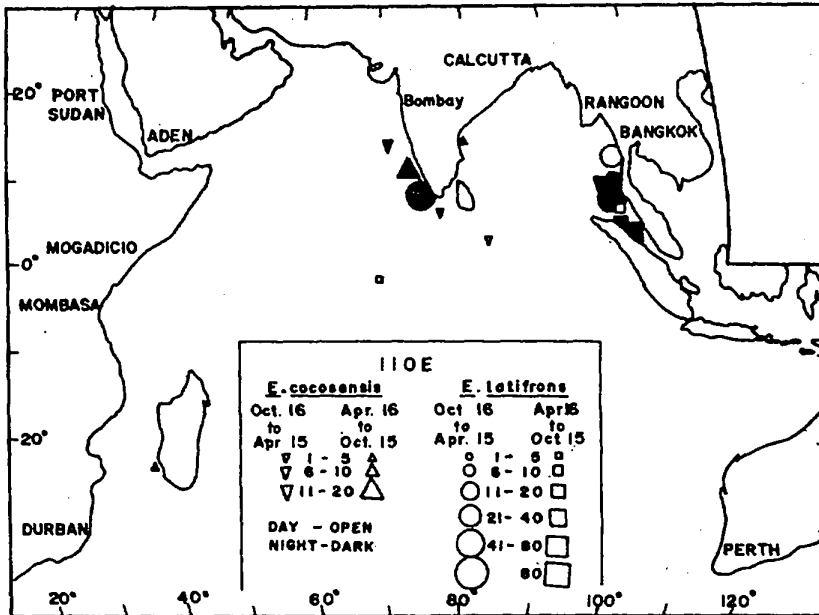 CALCUTTA
20°
PORT
SUDAN
Bombay
RANGOON
BANGKOK
ADEN
MOGADICIO
0°
MOMBASA
IIOE
E. cocosensis
E. latifrons
Oct. 16 Apr. 16
to to
Apr 15 Oct. 15
Oct 16 Apr16
to to
Apr. 15 Oct 15
1 - 5
6 - 10
11 - 20
DAY - OPEN
NIGHT - DARK
1 - 5
6 - 10
11 - 20
21 - 40
41 - 80
80
-20°
DURBAN
PERTH
20° 40° 60° 80° 100° 120°